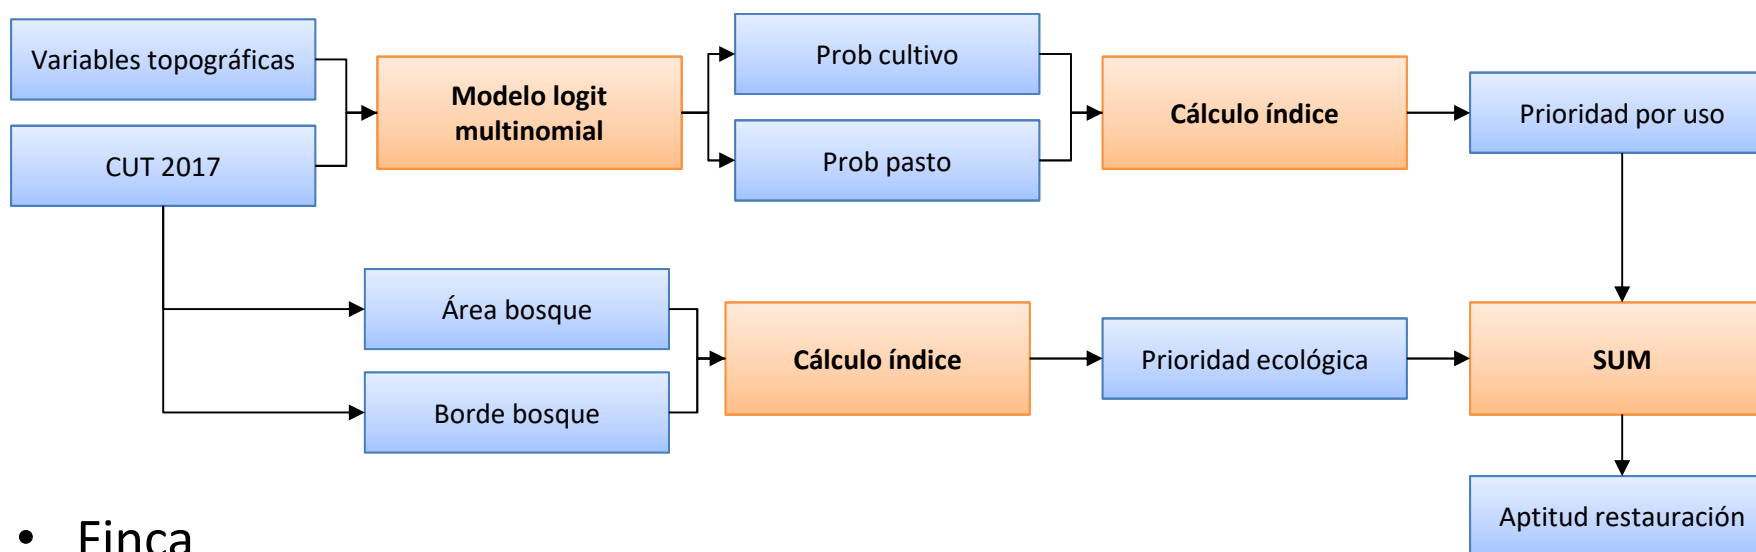 Variables topográficas
CUT 2017
Modelo logit
multinomial
Prob cultivo
Prob pasto
Cálculo índice
Prioridad por uso
Área bosque
Borde bosque
Cálculo índice
Prioridad ecológica
SUM
Aptitud restauración
• Finca